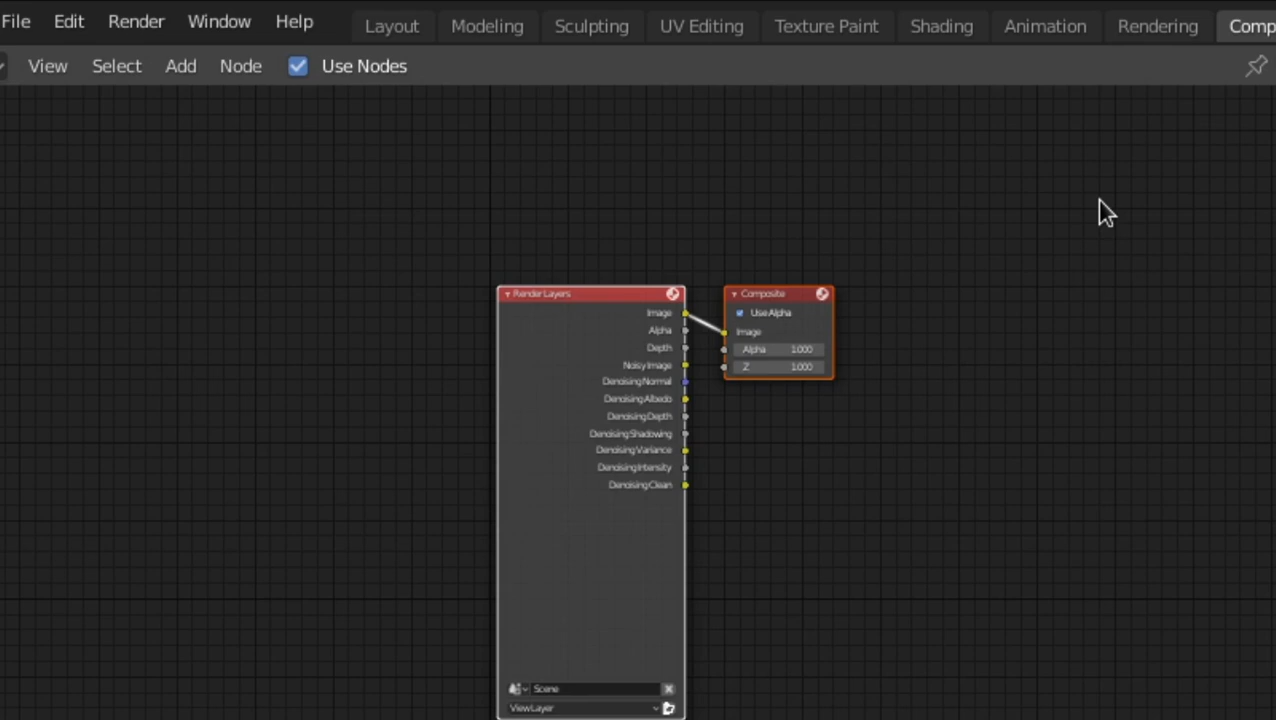 File Edit Render Window Help Layout Modeling Sculpting UV Editing Texture Paint Shading Animation Rendering Comp
View Select Add Node Use Nodes
Render Layers
Image
Alpha
Depth
Noisy Image
Denoising Normal
Denoising Albedo
Denoising Depth
Denoising Shadowing
Denoising Variance
Denoising Intensity
Denoising Clean
Scene
ViewLayer
Composite
Use Alpha
Image
Alpha 1.000
Z 1.000